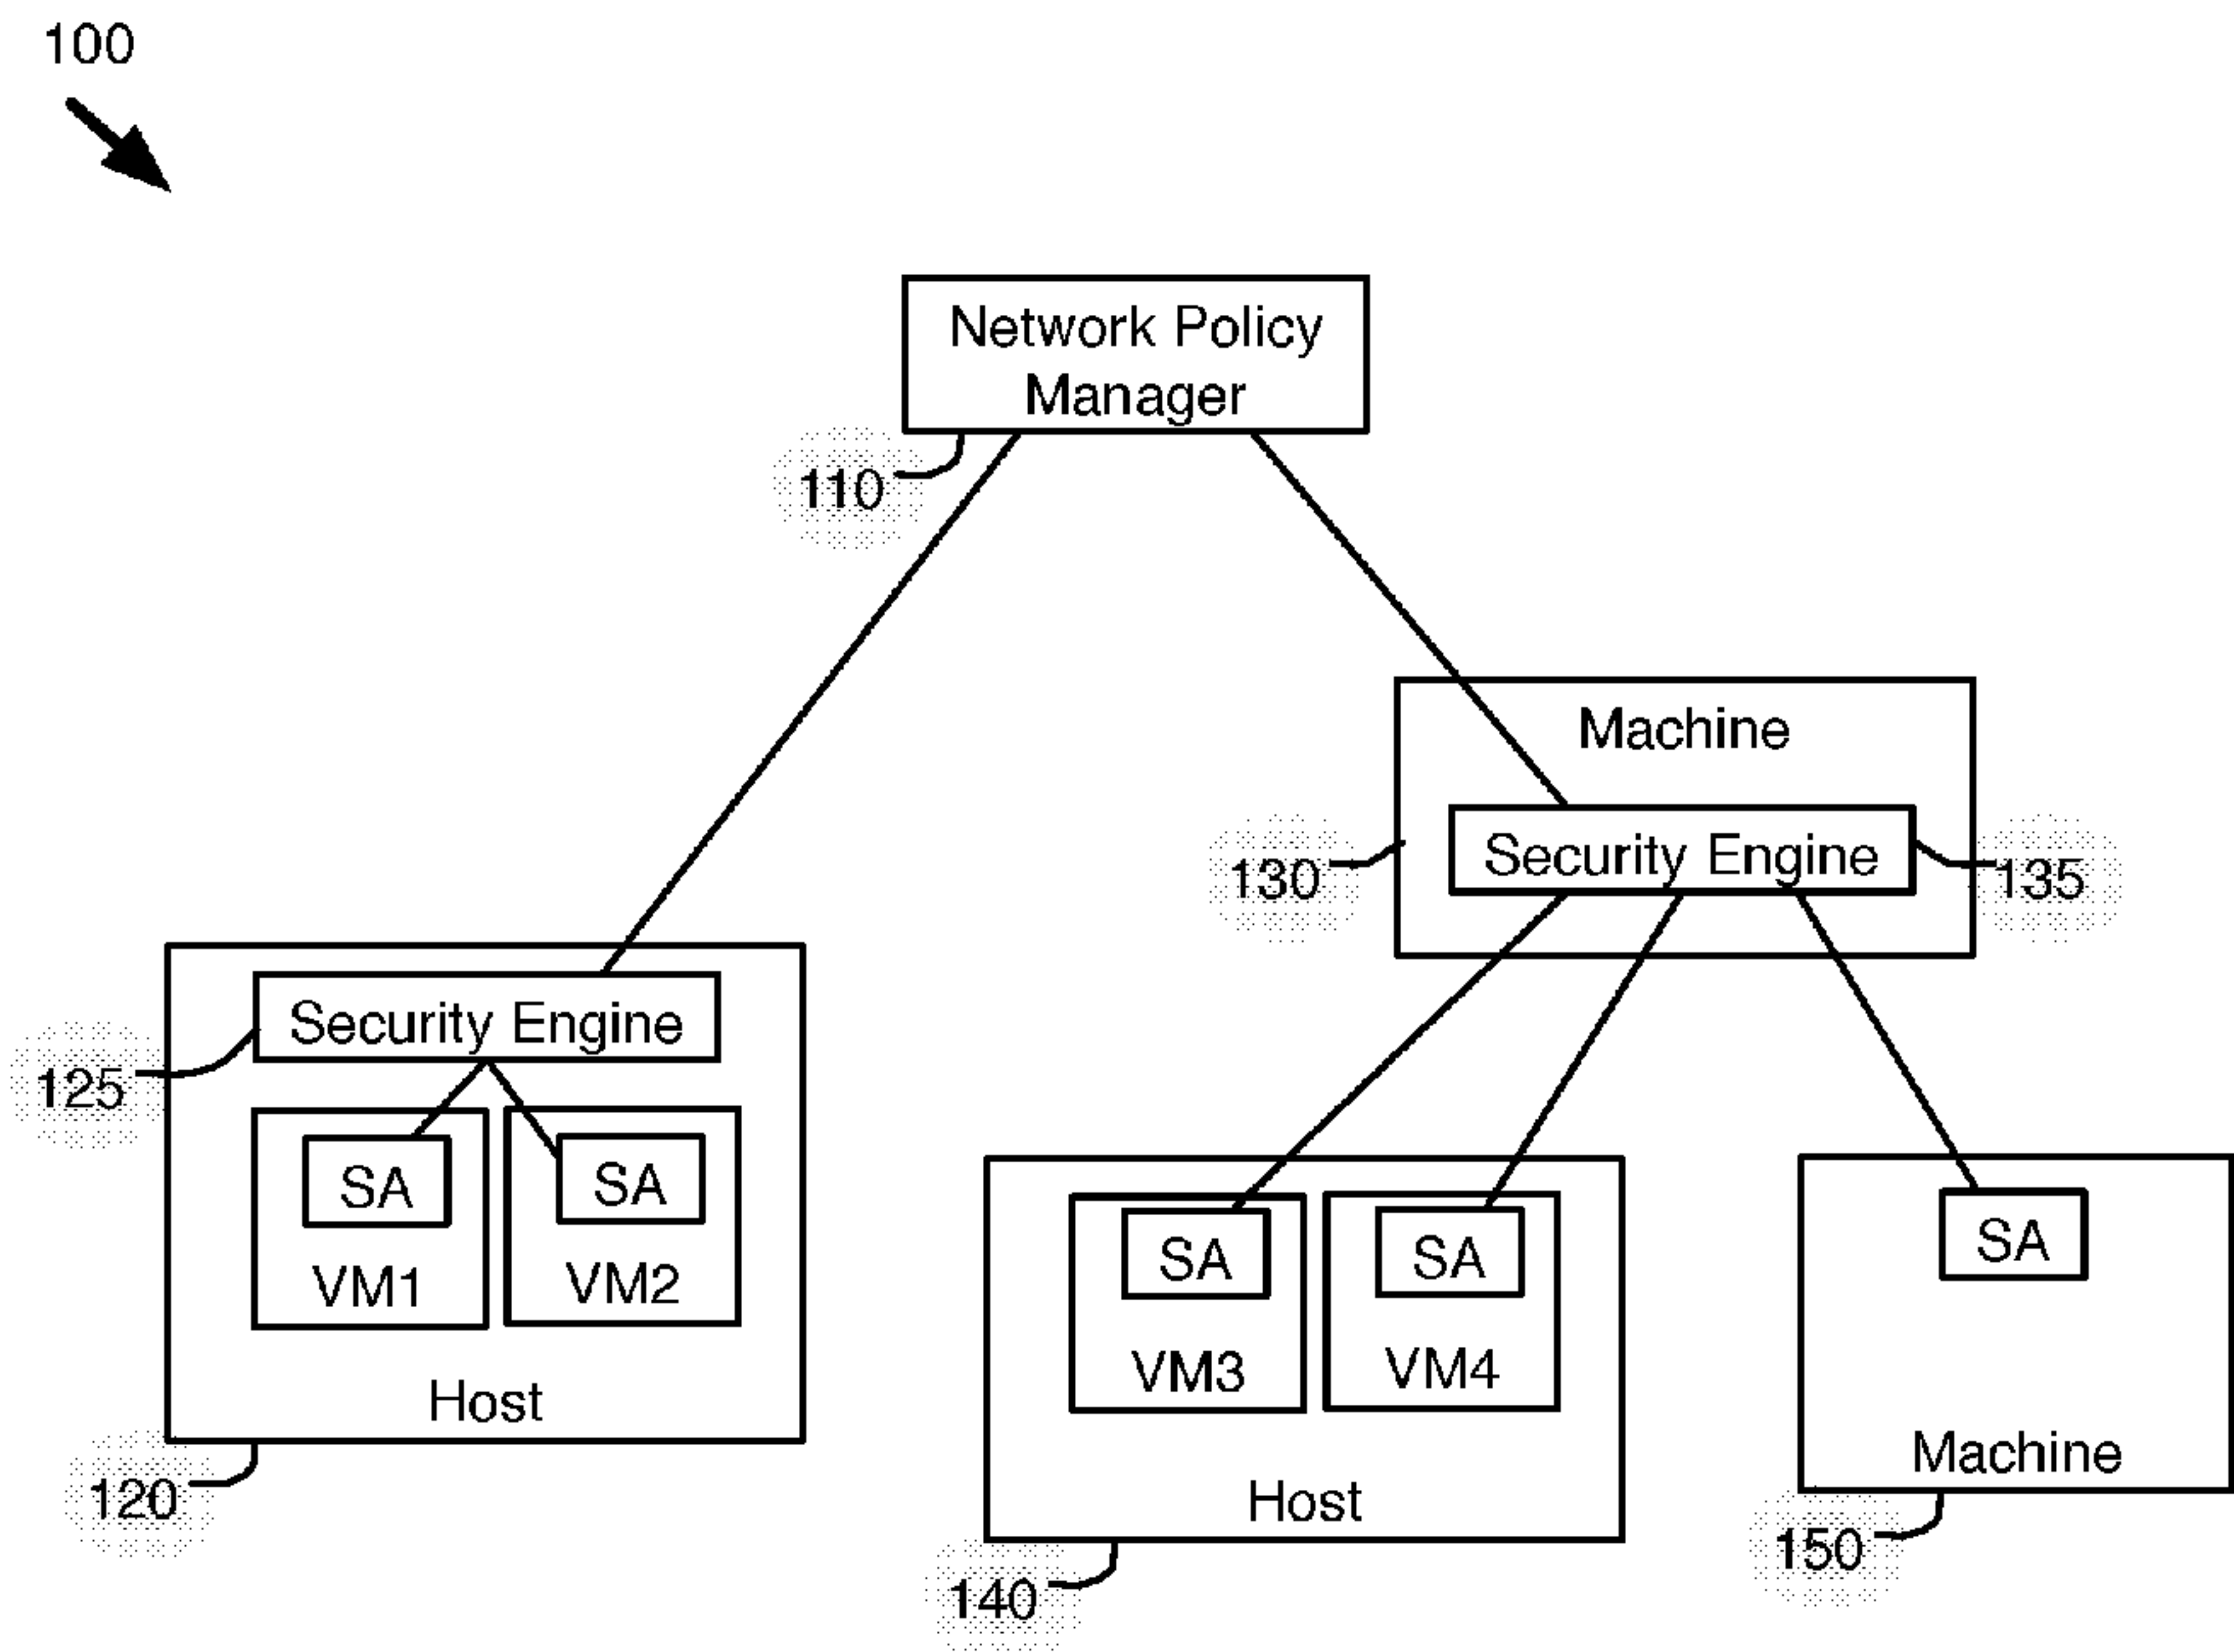 100
Network Policy
Manager
110
Machine
Security Engine
130
135
Security Engine
125
SA
SA
VM1
VM2
Host
120
SA
SA
VM3
VM4
Host
140
SA
Machine
150